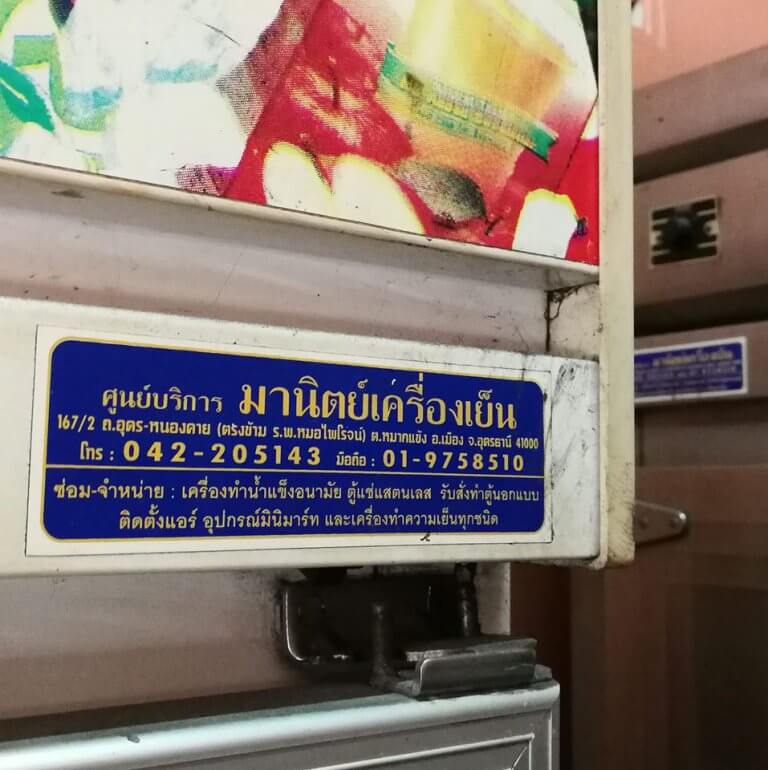 ศูนย์บริการ มานิตย์เครื่องเย็น
167/2 ถ.อุดร-หนองคาย (ตรงข้าม ร.พ.หมอไพโรจน์) ต.หมากแข้ง อ.เมือง จ.อุดรธานี 41000
โทร : 042-205143 มือถือ : 01-9758510
ซ่อม-จำหน่าย : เครื่องทำน้ำแข็งอนามัย ตู้แช่แสตนเลส รับสั่งทำตู้นอกแบบ
ติดตั้งแอร์ อุปกรณ์มินิมาร์ท และเครื่องทำความเย็นทุกชนิด